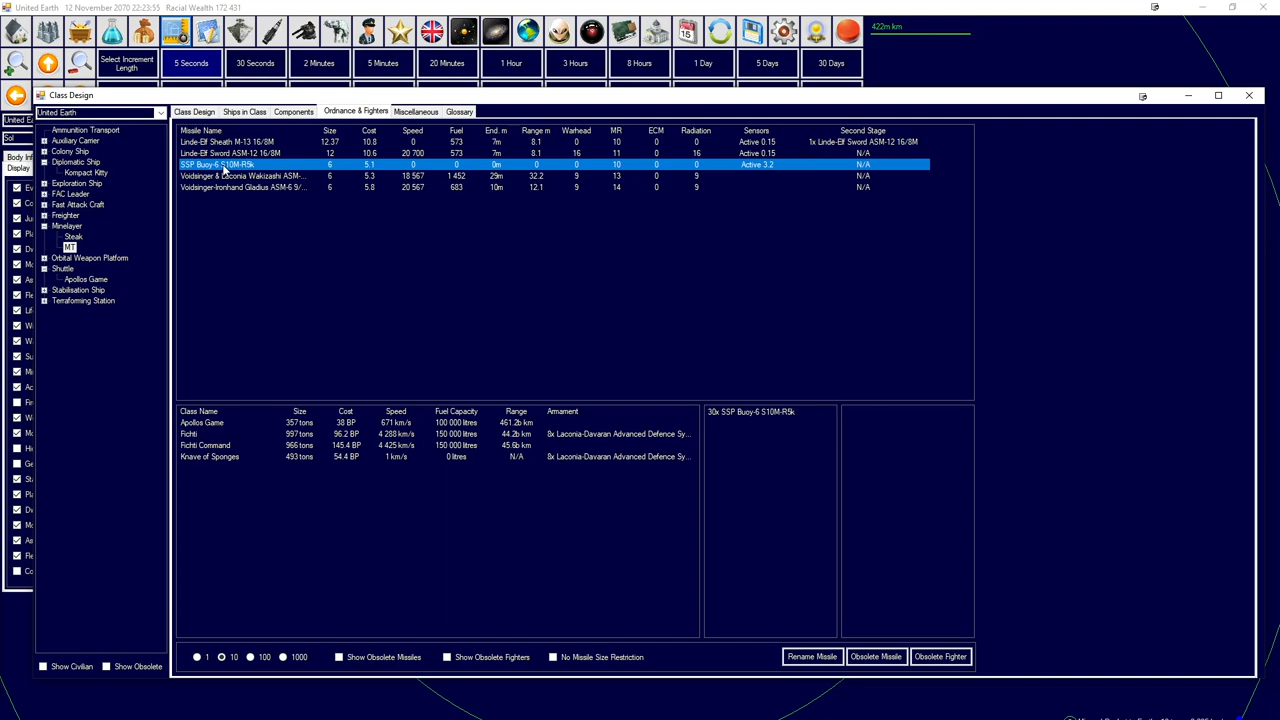 United Earth 12 November 2070 22:23:55 Racial Wealth 172 431
422m km
Select Increment Length
5 Seconds
30 Seconds
2 Minutes
5 Minutes
20 Minutes
1 Hour
3 Hours
8 Hours
1 Day
5 Days
30 Days
Class Design
United Earth
Class Design Ships in Class Components Ordnance & Fighters Miscellaneous Glossary
United E
Sol
Body Inf
Display
Ammunition Transport
Auxiliary Carrier
Colony Ship
Diplomatic Ship
Kompact Kitty
Exploration Ship
FAC Leader
Fast Attack Craft
Freighter
Minelayer
Steak
MT
Orbital Weapon Platform
Shuttle
Apollos Game
Stabilisation Ship
Terraforming Station
Show Civilian Show Obsolete
Missile Name Size Cost Speed Fuel End. m Range m Warhead MR ECM Radiation Sensors Second Stage
Linde-Elf Sheath M-13 16/8M 12.37 10.8 0 573 7m 8.1 0 10 0 0 Active 0.15 1x Linde-Elf Sword ASM-12 16/8M
Linde-Elf Sword ASM-12 16/8M 12 10.6 20 700 573 7m 8.1 16 11 0 16 Active 0.15 N/A
SSP Buoy-6 S10M-R5k 6 5.1 0 0 0m 0 0 10 0 0 Active 3.2 N/A
Voidsinger & Laconia Wakizashi ASM-... 6 5.3 18 567 1 452 29m 32.2 9 13 0 9 N/A
Voidsinger-Ironhand Gladius ASM-6 9/... 6 5.8 20 567 683 10m 12.1 9 14 0 9 N/A
Class Name Size Cost Speed Fuel Capacity Range Armament
Apollos Game 357 tons 38 BP 671 km/s 100 000 litres 461.2b km
Fichti 997 tons 96.2 BP 4 288 km/s 150 000 litres 44.2b km 8x Laconia-Davaran Advanced Defence Sy...
Fichti Command 966 tons 145.4 BP 4 425 km/s 150 000 litres 45.6b km
Knave of Sponges 493 tons 54.4 BP 1 km/s 0 litres N/A 8x Laconia-Davaran Advanced Defence Sy...
30x SSP Buoy-6 S10M-R5k
1 10 100 1000 Show Obsolete Missiles Show Obsolete Fighters No Missile Size Restriction
Rename Missile Obsolete Missile Obsolete Fighter